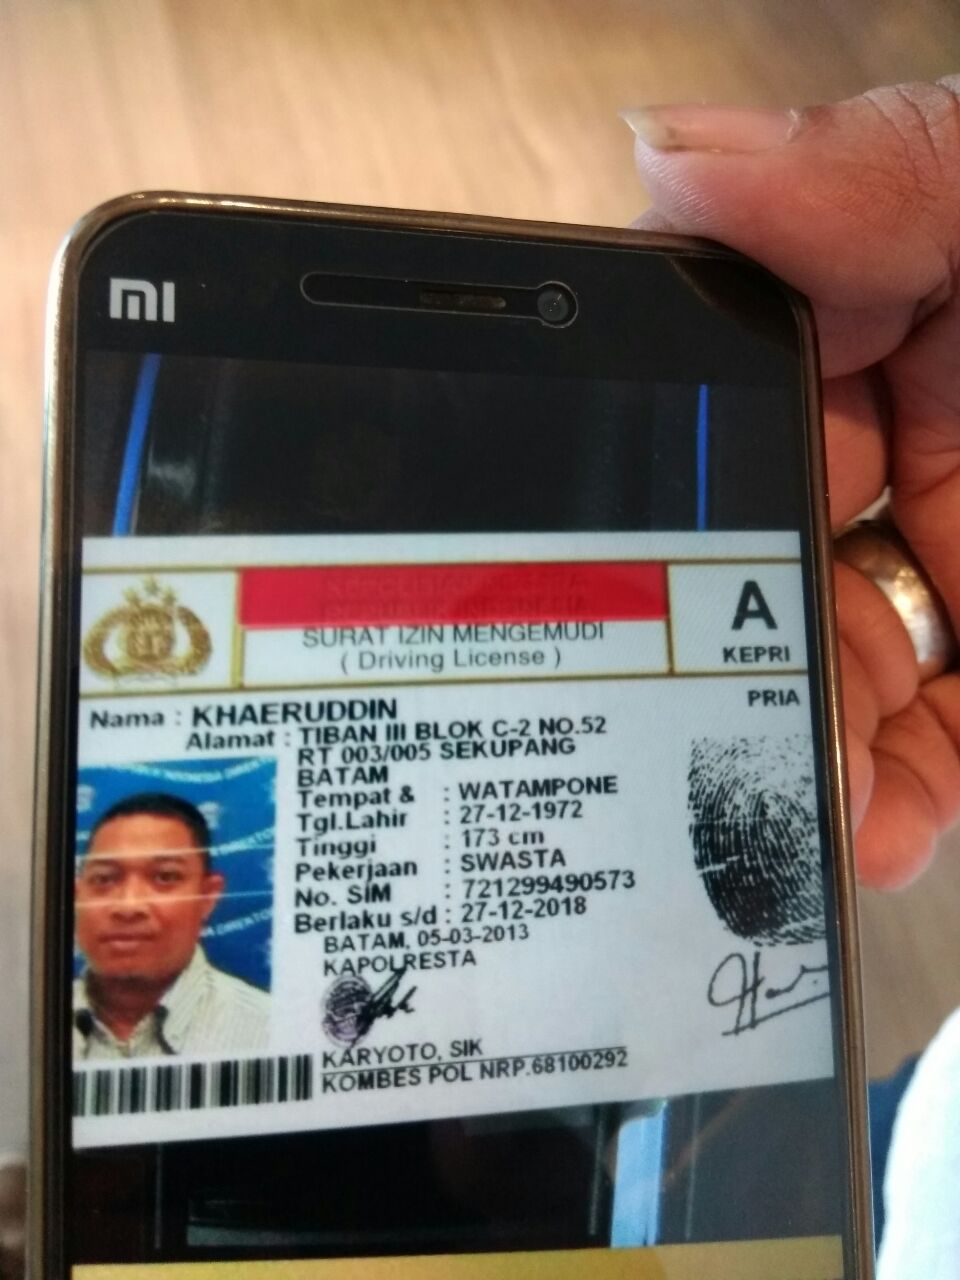 MI
SURAT IZIN MENGEMUDI
( Driving License )
A
KEPRI
PRIA
Nama : KHAERUDDIN
Alamat : TIBAN III BLOK C-2 NO.52
RT 003/005 SEKUPANG
BATAM
Tempat & : WATAMPONE
Tgl.Lahir : 27-12-1972
Tinggi : 173 cm
Pekerjaan : SWASTA
No. SIM : 721299490573
Berlaku s/d : 27-12-2018
BATAM, 05-03-2013
KAPOLRESTA
KARYOTO, SIK
KOMBES POL NRP.68100292